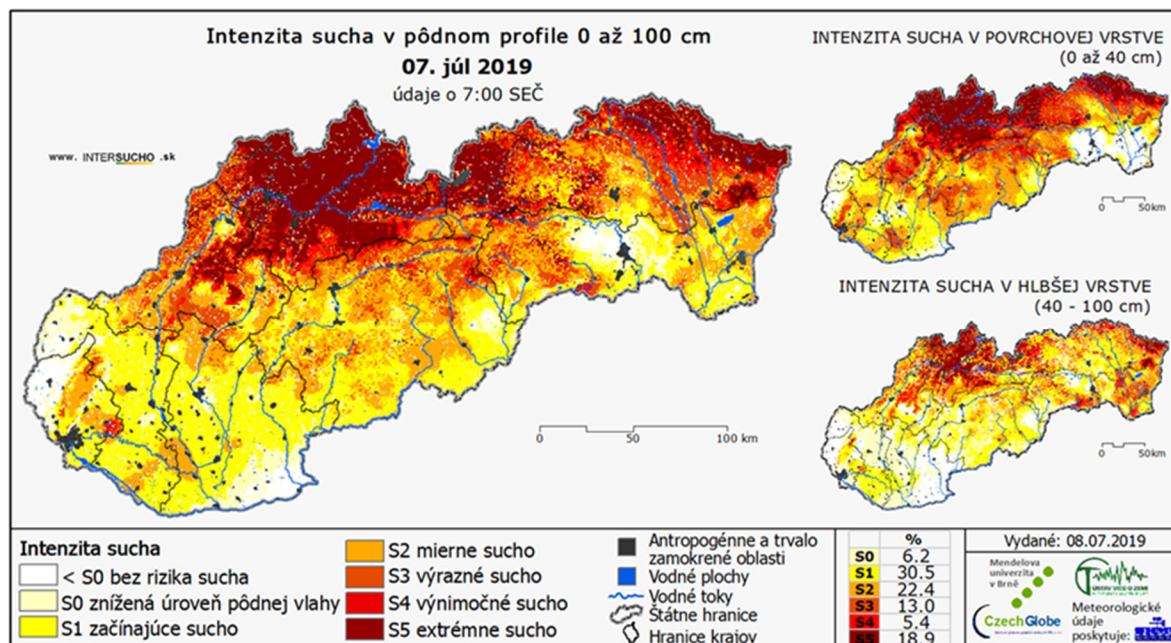 Intenzita sucha v pôdnom profile 0 až 100 cm
07. júl 2019
údaje o 7:00 SEČ
www. INTERSUCHO .sk
0 50 100 km
INTENZITA SUCHA V POVRCHOVEJ VRSTVE
(0 až 40 cm)
0 50km
INTENZITA SUCHA V HLBŠEJ VRSTVE
(40 - 100 cm)
0 50km
Intenzita sucha
< S0 bez rizika sucha
S0 znížená úroveň pôdnej vlahy
S1 začínajúce sucho
S2 mierne sucho
S3 výrazné sucho
S4 výnimočné sucho
S5 extrémne sucho
Antropogénne a trvalo
zamokrené oblasti
Vodné plochy
Vodné toky
Štátne hranice
Hranice krajov
%
S0 6.2
S1 30.5
S2 22.4
S3 13.0
S4 5.4
S5 18.9
Vydané: 08.07.2019
Mendelova
univerzita
v Brně
CzechGlobe
Meteorologické
údaje
poskytuje: